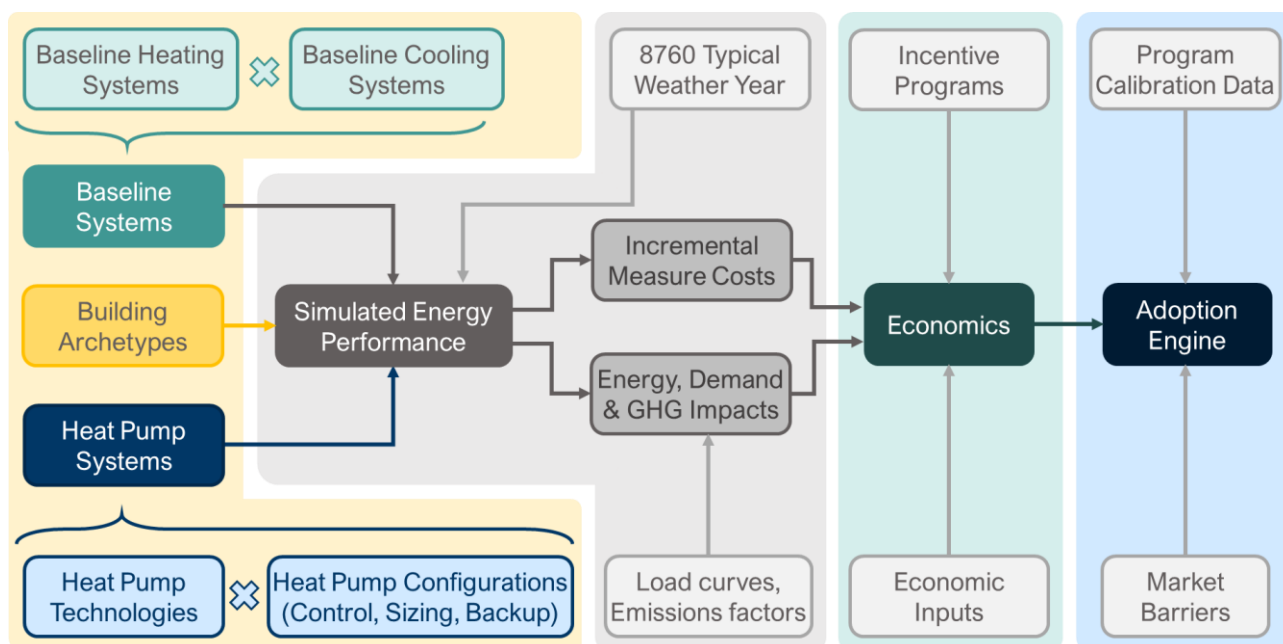 Baseline Heating
Systems
Baseline Cooling
Systems
8760 Typical
Weather Year
Incentive
Programs
Program
Calibration Data
Baseline
Systems
Incremental
Measure Costs
Building
Archetypes
Simulated Energy
Performance
Economics
Adoption
Engine
Energy, Demand
& GHG Impacts
Heat Pump
Systems
Heat Pump
Technologies
Heat Pump Configurations
(Control, Sizing, Backup)
Load curves,
Emissions factors
Economic
Inputs
Market
Barriers